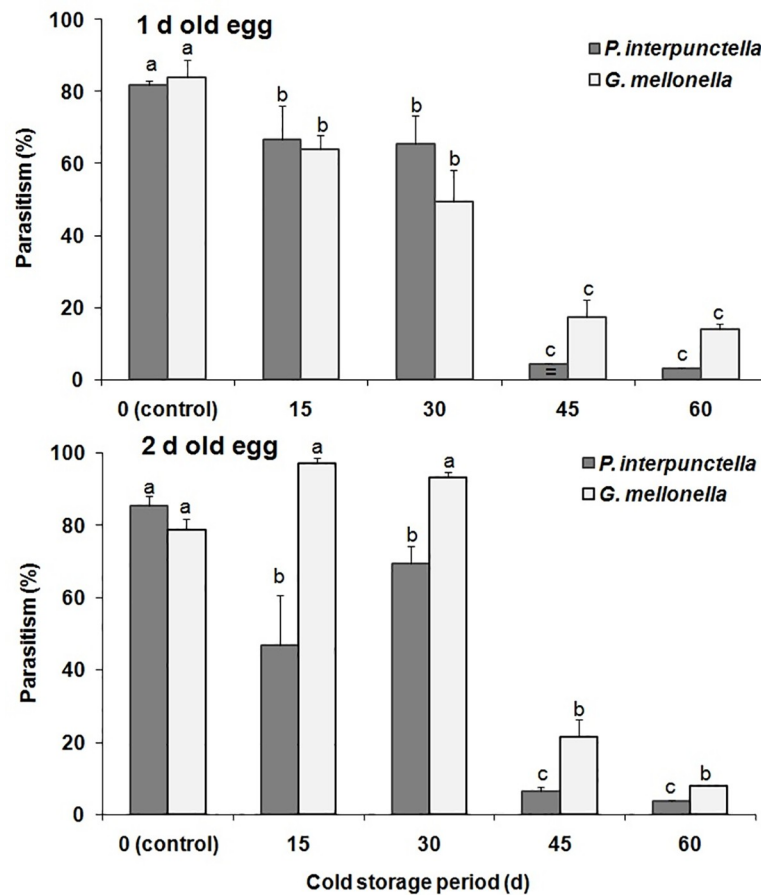 1 d old egg
P. interpunctella
G. mellonella
Parasitism (%)
100
80
60
40
20
0
a a b b b b c c c c
=
0 (control) 15 30 45 60
2 d old egg
P. interpunctella
G. mellonella
Parasitism (%)
100
80
60
40
20
0
a a b a b a c b c b
0 (control) 15 30 45 60
Cold storage period (d)